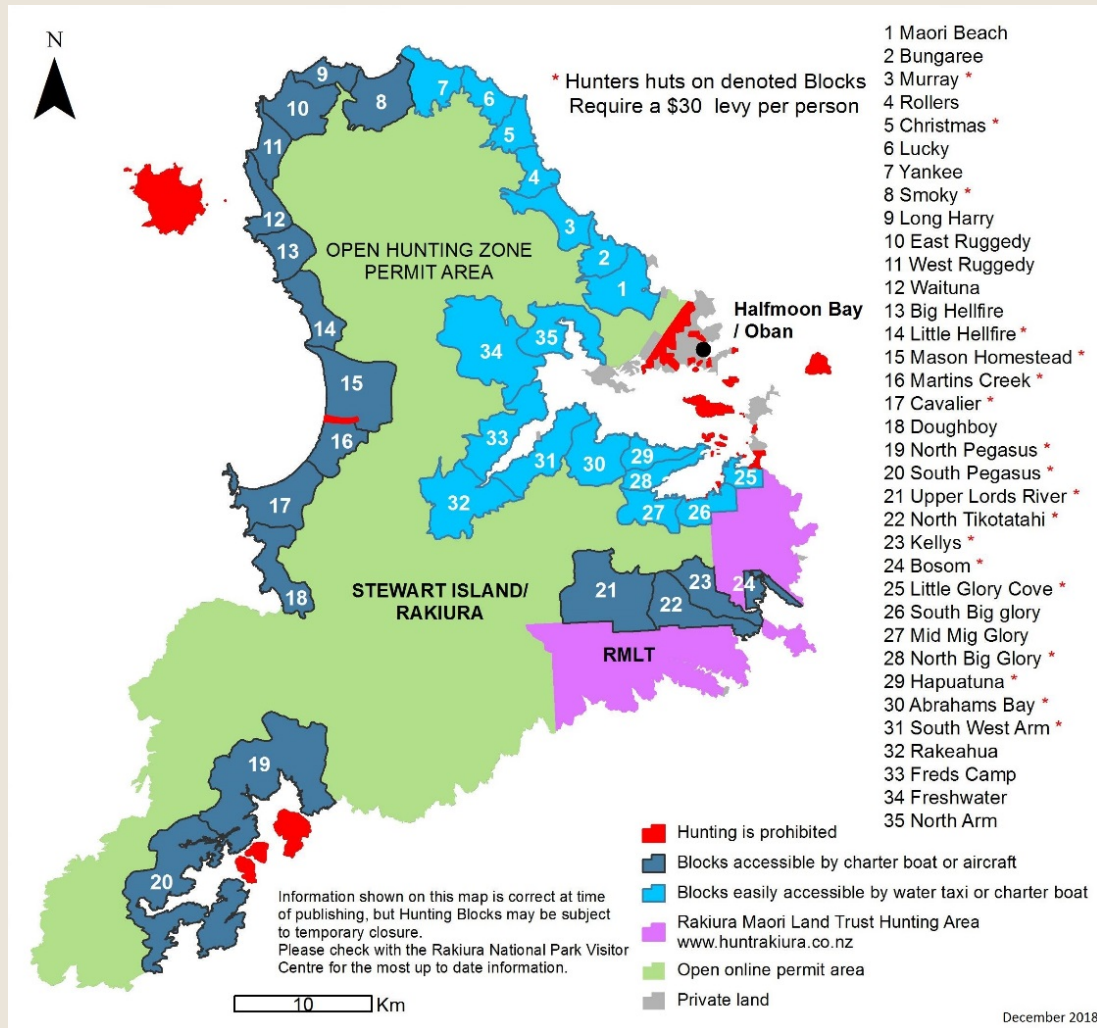 N
* Hunters huts on denoted Blocks
Require a $30 levy per person
1 Maori Beach
2 Bungaree
3 Murray *
4 Rollers
5 Christmas *
6 Lucky
7 Yankee
8 Smoky *
9 Long Harry
10 East Ruggedy
11 West Ruggedy
12 Waituna
13 Big Hellfire
14 Little Hellfire *
15 Mason Homestead *
16 Martins Creek *
17 Cavalier *
18 Doughboy
19 North Pegasus *
20 South Pegasus *
21 Upper Lords River *
22 North Tikotatahi *
23 Kellys *
24 Bosom *
25 Little Glory Cove *
26 South Big glory
27 Mid Mig Glory
28 North Big Glory *
29 Hapuatuna *
30 Abrahams Bay *
31 South West Arm *
32 Rakeahua
33 Freds Camp
34 Freshwater
35 North Arm
9
8
7
6
10
5
11
4
12
3
13
OPEN HUNTING ZONE
PERMIT AREA
2
1
Halfmoon Bay
/ Oban
14
34
35
15
16
33
31
30
29
28
25
32
17
27
26
18
STEWART ISLAND/
RAKIURA
21
22
23
24
RMLT
19
20
Hunting is prohibited
Blocks accessible by charter boat or aircraft
Blocks easily accessible by water taxi or charter boat
Rakiura Maori Land Trust Hunting Area
www.huntrakiura.co.nz
Open online permit area
Private land
Information shown on this map is correct at time
of publishing, but Hunting Blocks may be subject
to temporary closure.
Please check with the Rakiura National Park Visitor
Centre for the most up to date information.
10 Km
December 2018